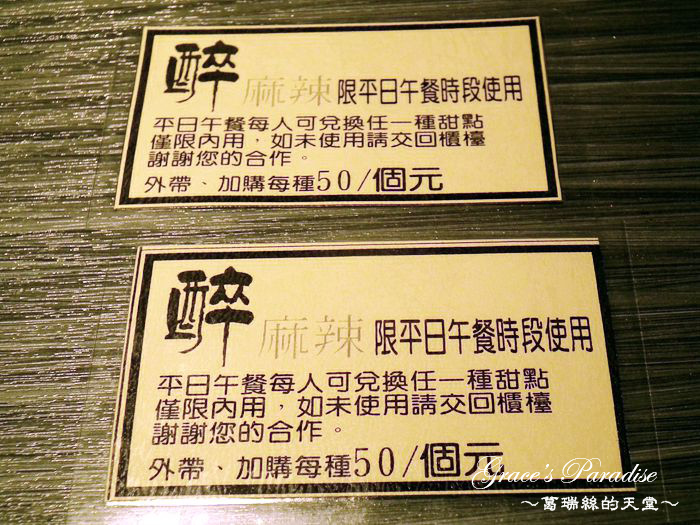 醉 麻辣 限平日午餐時段使用
平日午餐每人可兌換任一種甜點
僅限內用，如未使用請交回櫃檯
謝謝您的合作。
外帶、加購每種50/個元
醉 麻辣 限平日午餐時段使用
平日午餐每人可兌換任一種甜點
僅限內用，如未使用請交回櫃檯
謝謝您的合作。
外帶、加購每種50/個元
Grace's Paradise
～葛瑞絲的天堂～